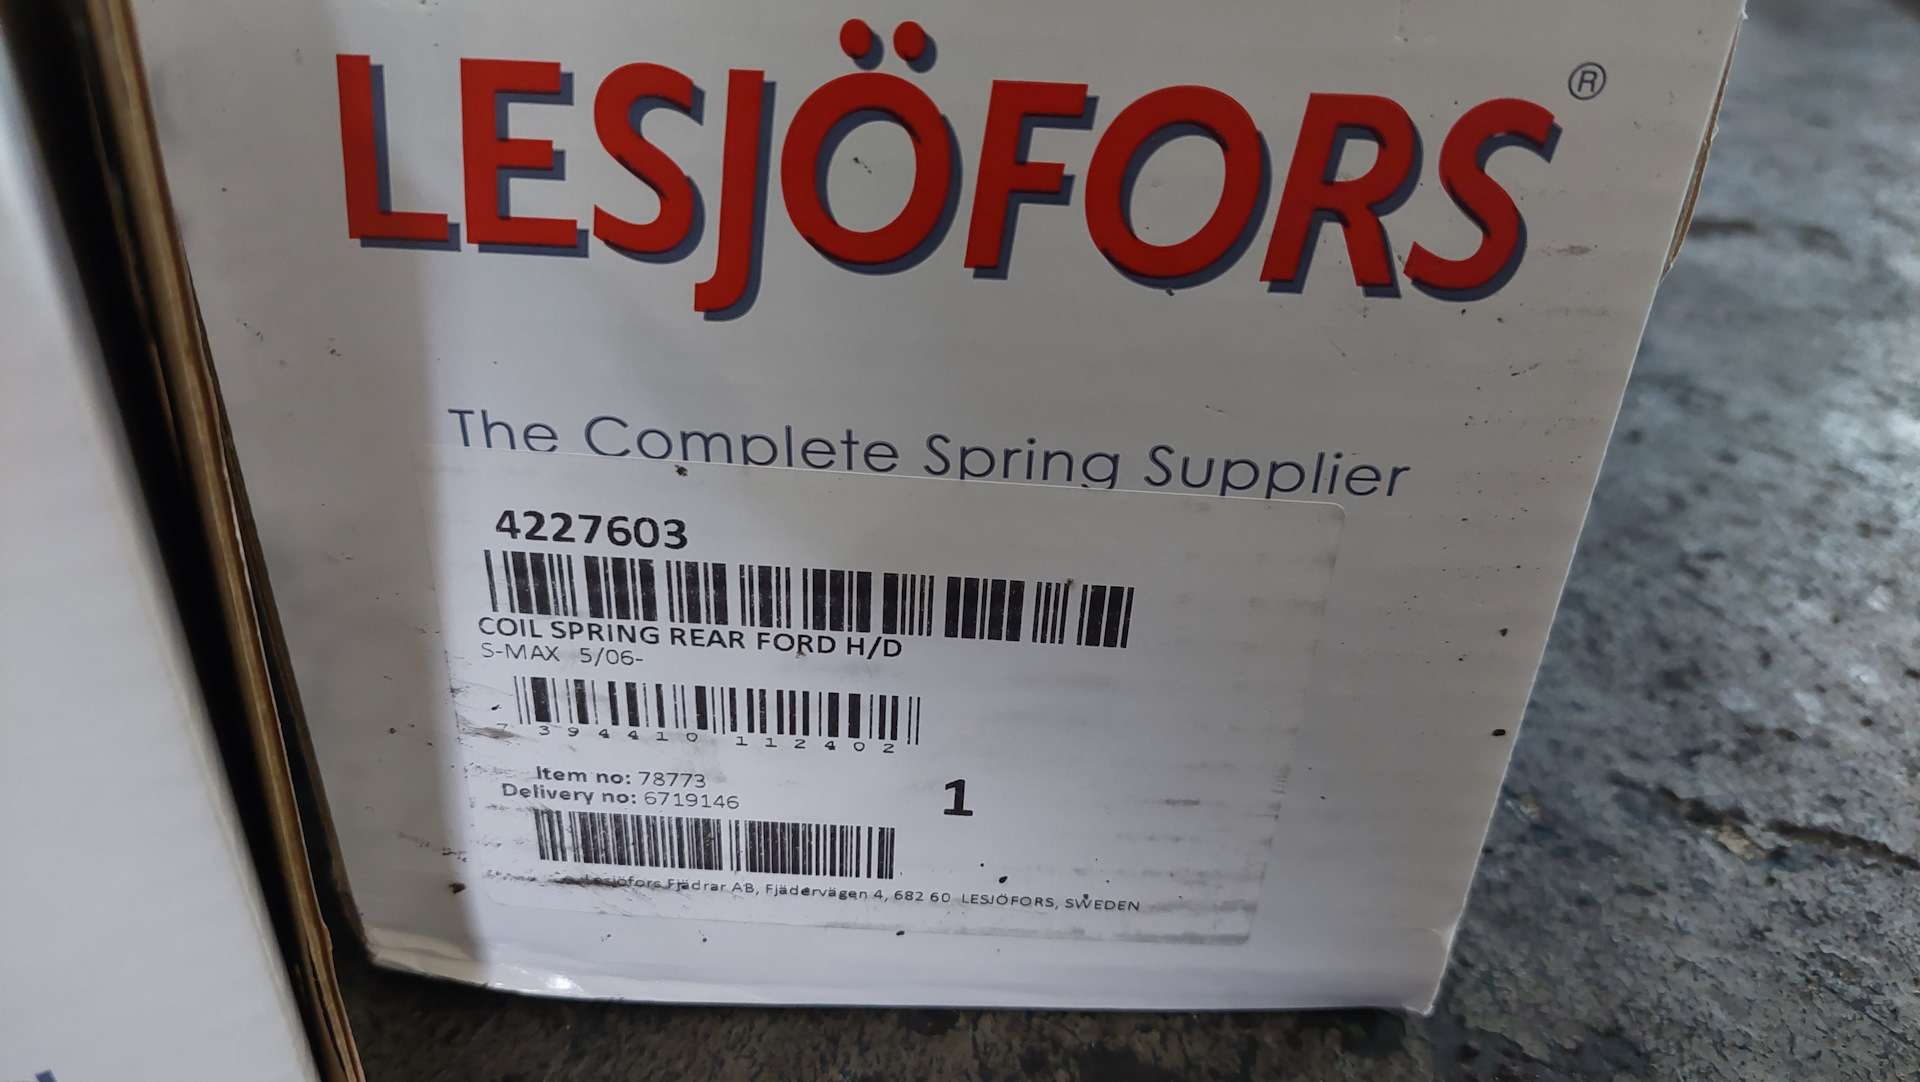 LESJÖFORS®
The Complete Spring Supplier
4227603
COIL SPRING REAR FORD H/D
S-MAX 5/06-
7 394410 112402
Item no: 78773
1
Delivery no: 6719146
Lesjöfors Fjädrar AB, Fjädervägen 4, 682 60 LESJÖFORS, SWEDEN